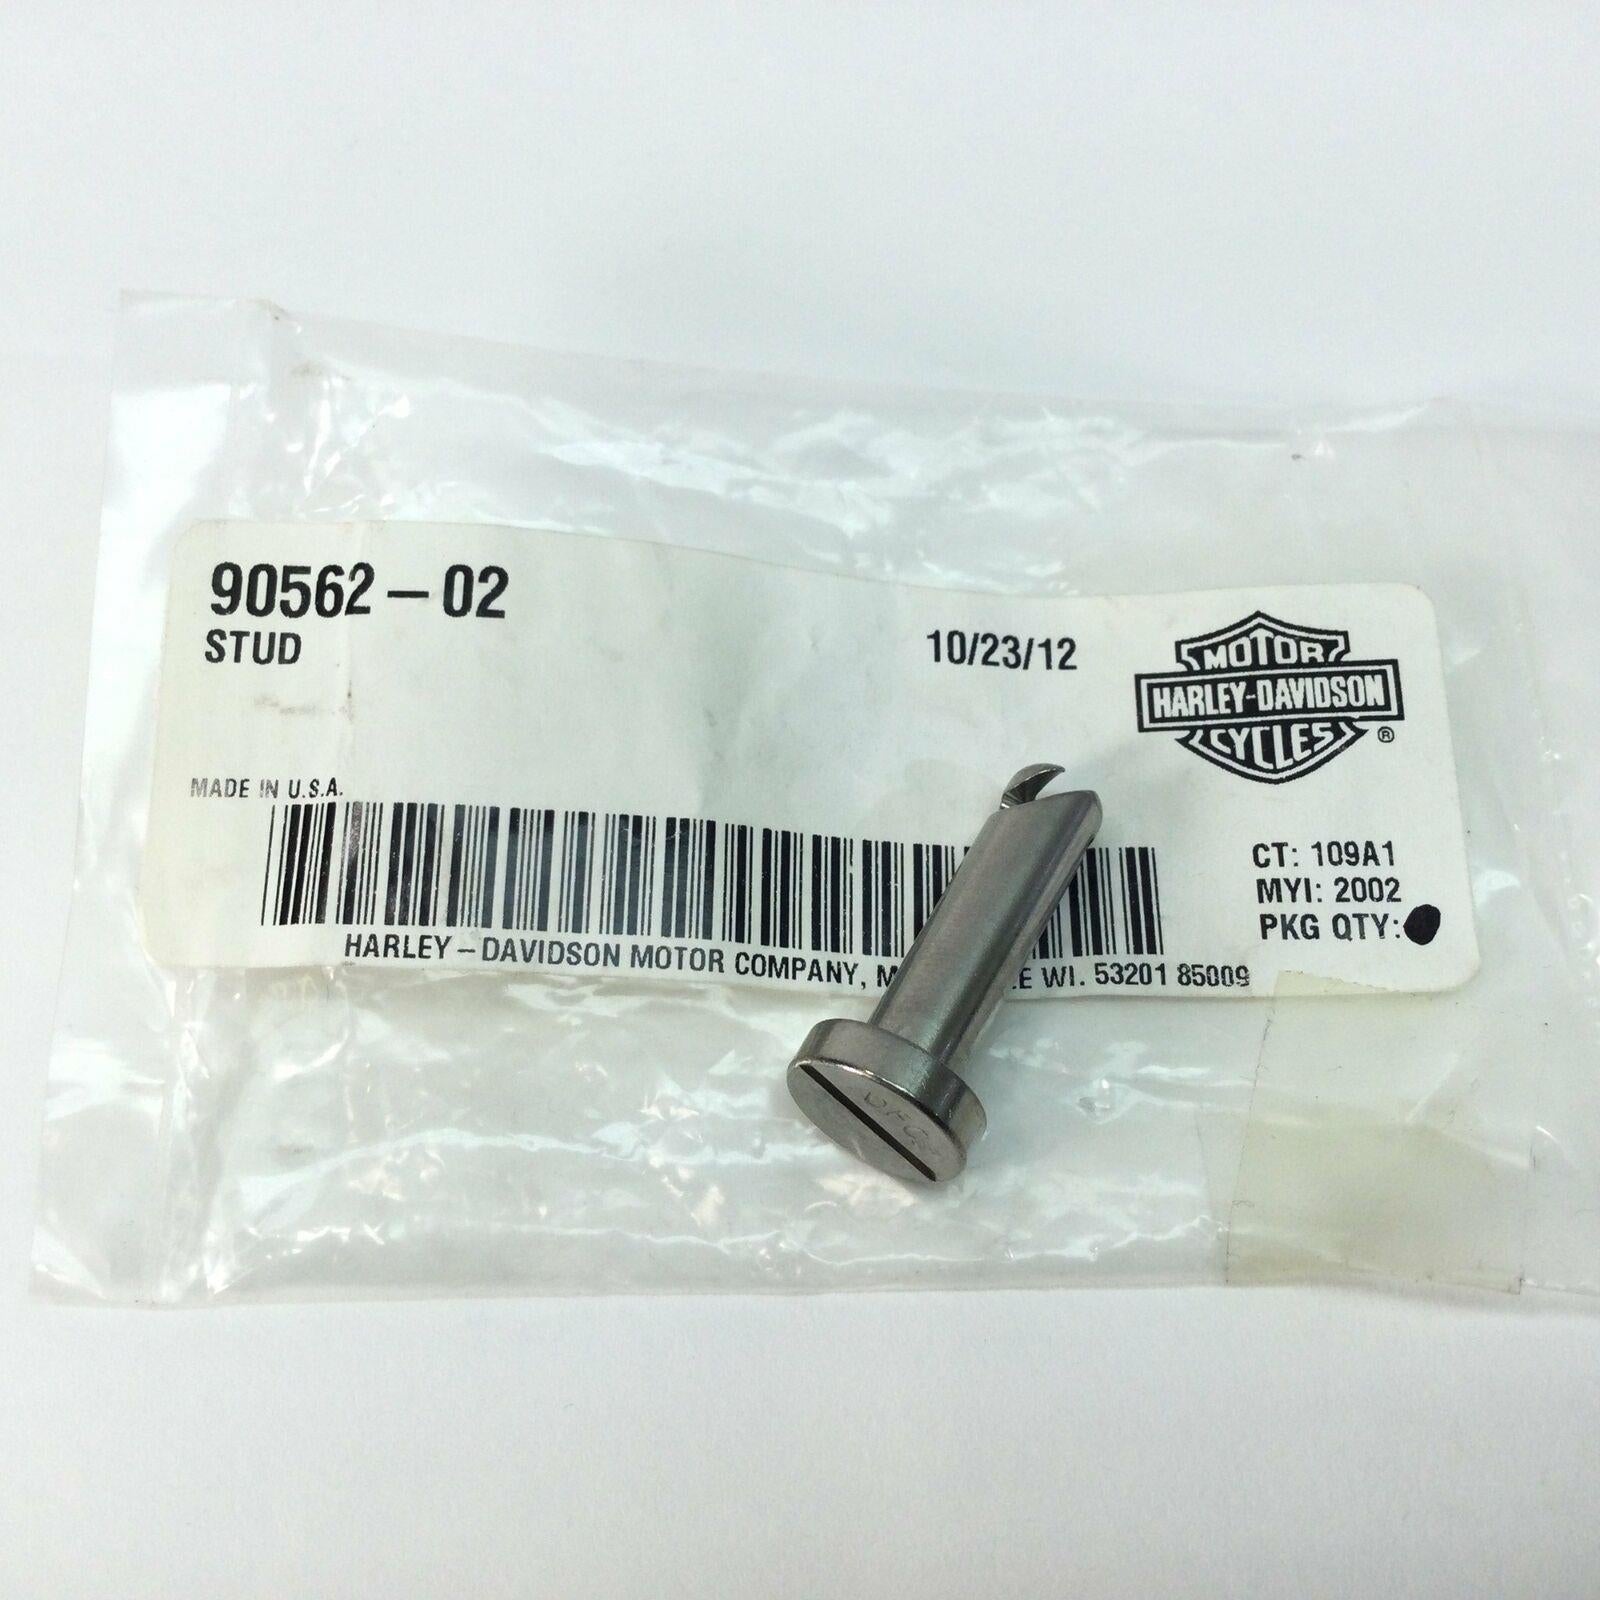 90562-02
STUD
10/23/12
MOTOR
HARLEY-DAVIDSON
CYCLES
®
MADE IN U.S.A.
CT: 109A1
MYI: 2002
PKG QTY:
HARLEY-DAVIDSON MOTOR COMPANY, WI. 53201 85009